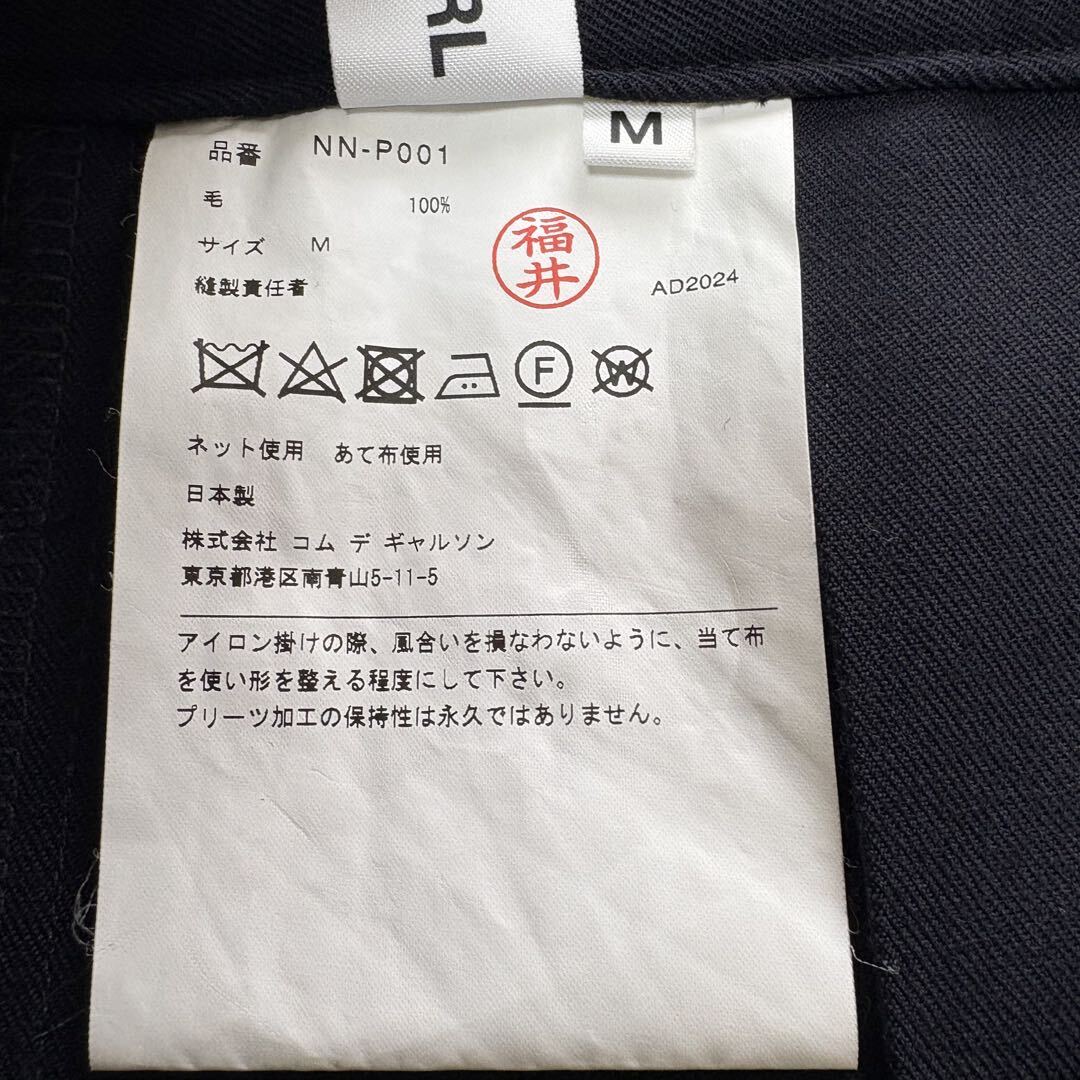 RL
M
品番 NN-P001
毛 100%
サイズ M
縫製責任者 福井 AD2024
F W
ネット使用 あて布使用
日本製
株式会社 コム デ ギャルソン
東京都港区南青山5-11-5
アイロン掛けの際、風合いを損なわないように、当て布
を使い形を整える程度にして下さい。
プリーツ加工の保持性は永久ではありません。